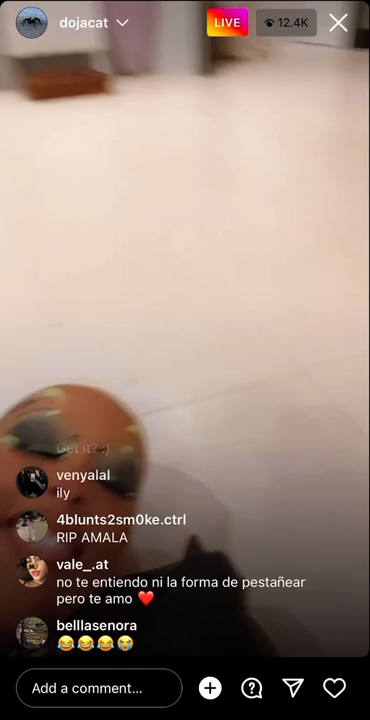 dojacat
LIVE
12.4K
Get it? :)
venyalal
ily
4blunts2sm0ke.ctrl
RIP AMALA
vale_.at
no te entiendo ni la forma de pestañear
pero te amo ❤️
belllasenora
😂😂😂😭
Add a comment...